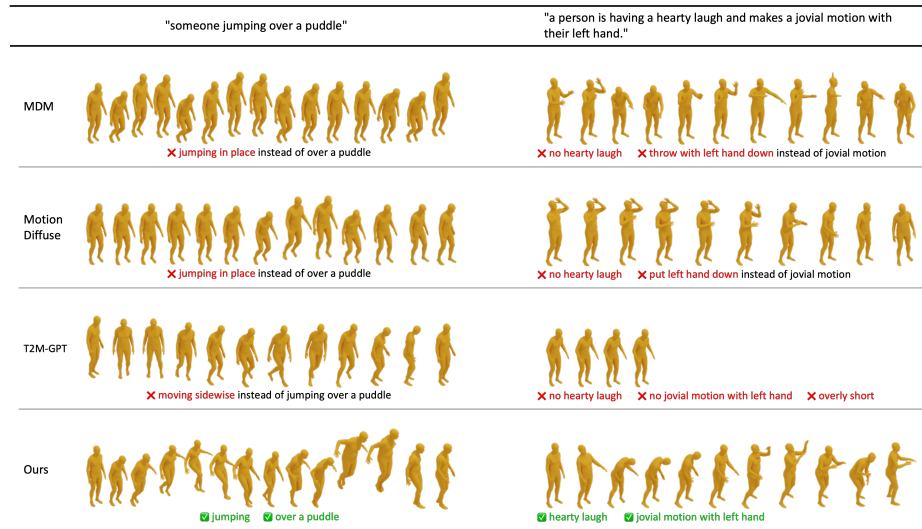 "someone jumping over a puddle"
"a person is having a hearty laugh and makes a jovial motion with
their left hand."
MDM
❌ jumping in place instead of over a puddle
❌ no hearty laugh ❌ throw with left hand down instead of jovial motion
Motion
Diffuse
❌ jumping in place instead of over a puddle
❌ no hearty laugh ❌ put left hand down instead of jovial motion
T2M-GPT
❌ moving sidewise instead of jumping over a puddle
❌ no hearty laugh ❌ no jovial motion with left hand ❌ overly short
Ours
✅ jumping ✅ over a puddle
✅ hearty laugh ✅ jovial motion with left hand